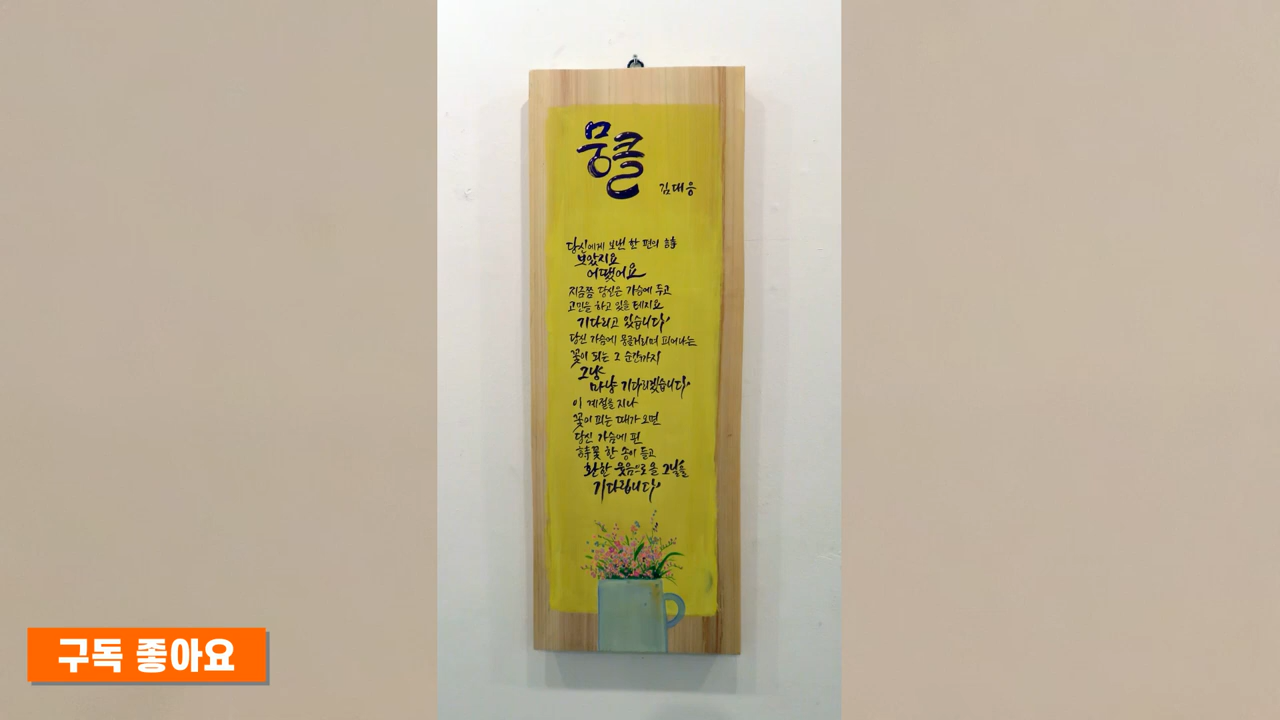 뭉클
김대응
당신에게 보낸 한 편의 詩
보았지요
어땠어요
지금쯤 당신은 가슴에 두고
고민을 하고 있을 테지요
기다리고 있습니다
당신 가슴에 몽글거리며 피어나는
꽃이 피는 그 순간까지
그냥
마냥 기다리겠습니다
이 계절을 지나
꽃이 피는 때가 오면
당신 가슴에 핀
詩꽃 한 송이 들고
환한 웃음으로 올 그날을
기다립니다
구독 좋아요